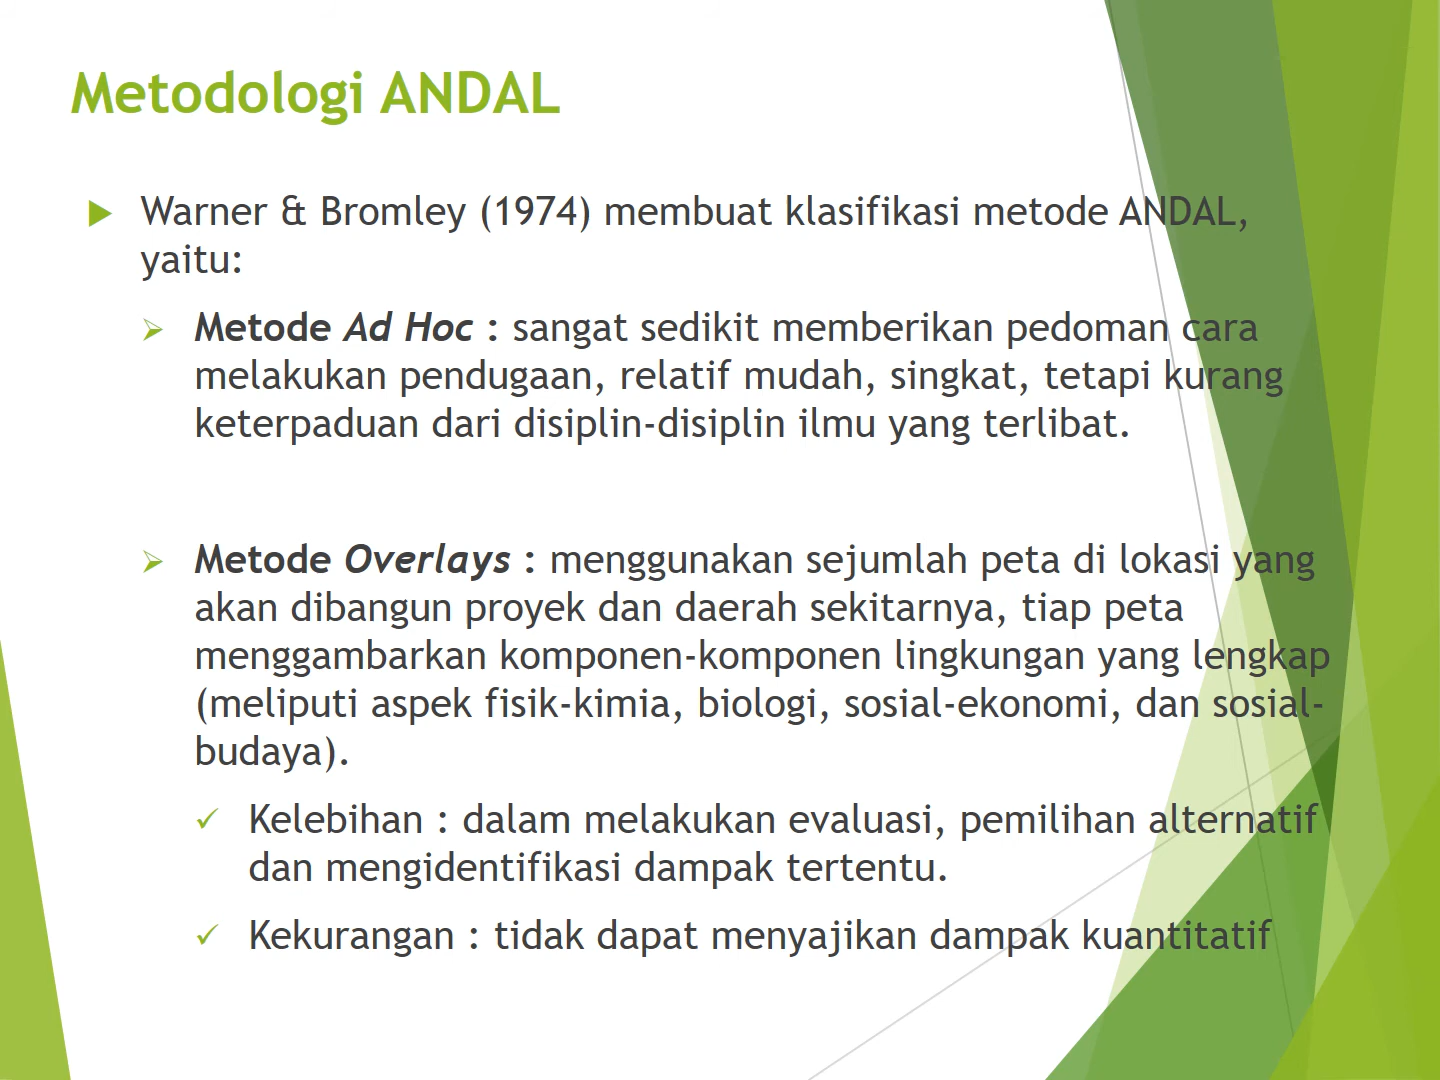 Metodologi ANDAL
Warner & Bromley (1974) membuat klasifikasi metode ANDAL,
yaitu:
Metode Ad Hoc : sangat sedikit memberikan pedoman cara
melakukan pendugaan, relatif mudah, singkat, tetapi kurang
keterpaduan dari disiplin-disiplin ilmu yang terlibat.
Metode Overlays : menggunakan sejumlah peta di lokasi yang
akan dibangun proyek dan daerah sekitarnya, tiap peta
menggambarkan komponen-komponen lingkungan yang lengkap
(meliputi aspek fisik-kimia, biologi, sosial-ekonomi, dan sosial-
budaya).
Kelebihan : dalam melakukan evaluasi, pemilihan alternatif
dan mengidentifikasi dampak tertentu.
Kekurangan : tidak dapat menyajikan dampak kuantitatif